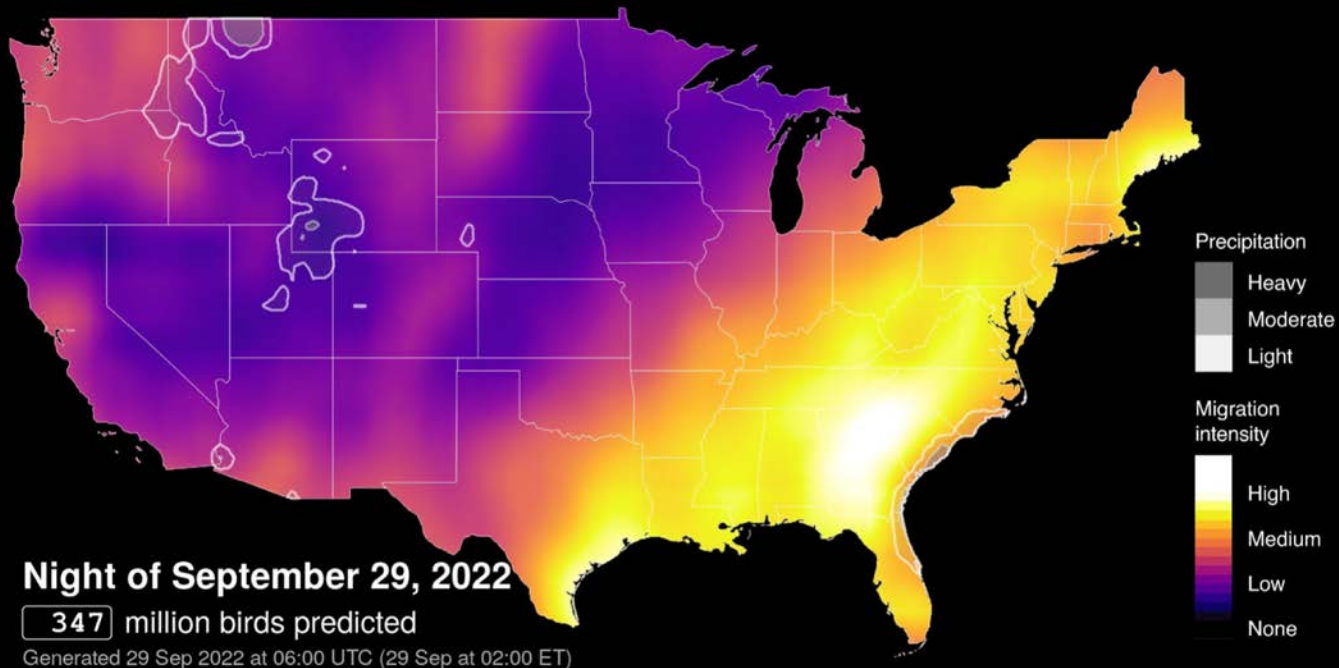 Precipitation
Heavy
Moderate
Light
Migration
intensity
High
Medium
Low
None
Night of September 29, 2022
347 million birds predicted
Generated 29 Sep 2022 at 06:00 UTC (29 Sep at 02:00 ET)